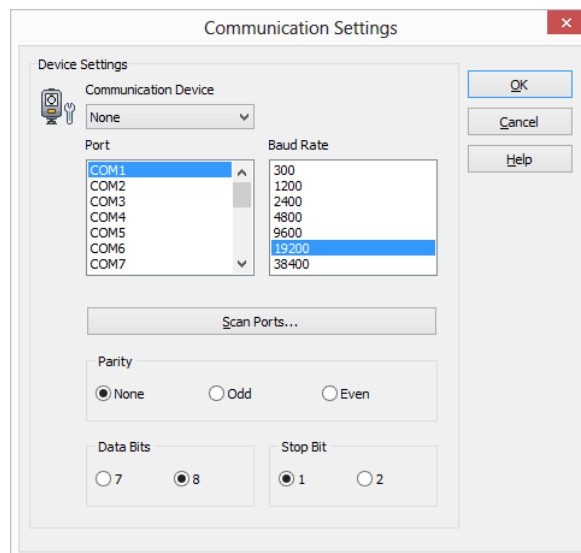 Communication Settings
Device Settings
Communication Device
None
Port
COM1
COM2
COM3
COM4
COM5
COM6
COM7
Baud Rate
300
1200
2400
4800
9600
19200
38400
Scan Ports...
Parity
None Odd Even
Data Bits
7 8
Stop Bit
1 2
OK
Cancel
Help